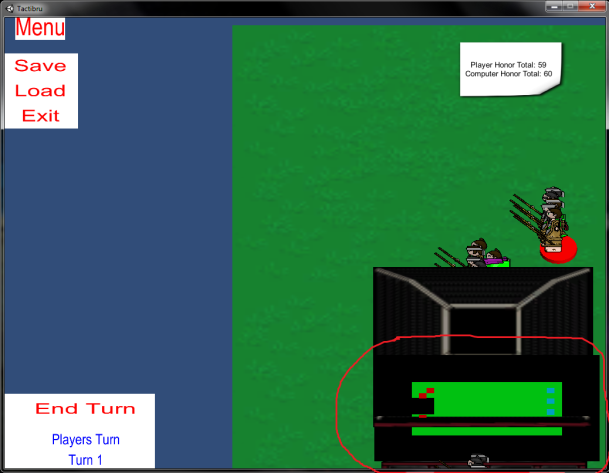 Tactibru
Menu
Save
Load
Exit
Player Honor Total: 59
Computer Honor Total: 60
End Turn
Players Turn
Turn 1